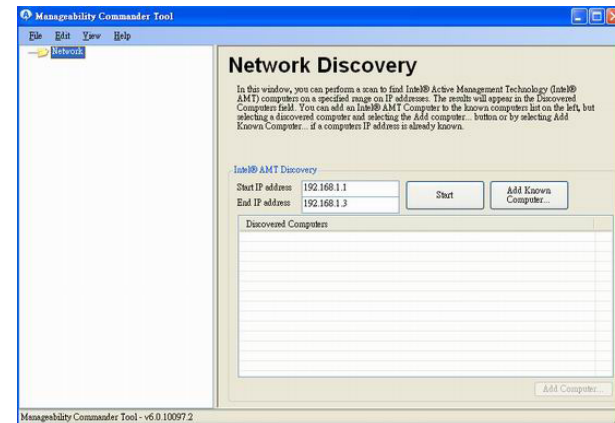 Manageability Commander Tool
File Edit View Help
Network
Network Discovery
In this window, you can perform a scan to find Intel® Active Management Technology (Intel®
AMT) computers on a specified range on IP addresses. The results will appear in the Discovered
Computers field. You can add an Intel® AMT Computer to the known computers list on the left, but
selecting a discovered computer and selecting the Add computer... button or by selecting Add
Known Computer... if a computers IP address is already known.
Intel® AMT Discovery
Start IP address 192.168.1.1
End IP address 192.168.1.3
Start
Add Known
Computer...
Discovered Computers
Add Computer...
Manageability Commander Tool - v6.0.10097.2